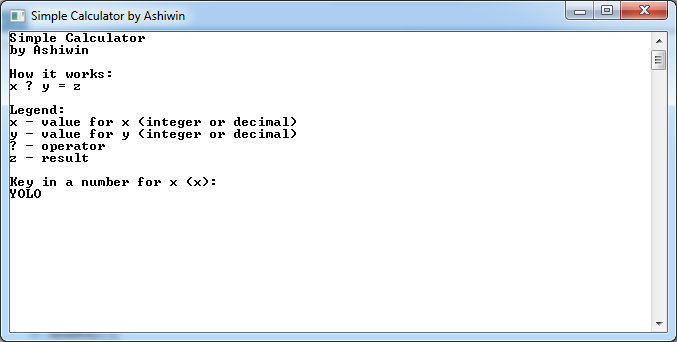 Simple Calculator by Ashiwin
Simple Calculator
by Ashiwin
How it works:
x ? y = z
Legend:
x - value for x (integer or decimal)
y - value for y (integer or decimal)
? - operator
z - result
Key in a number for x (x):
YOLO